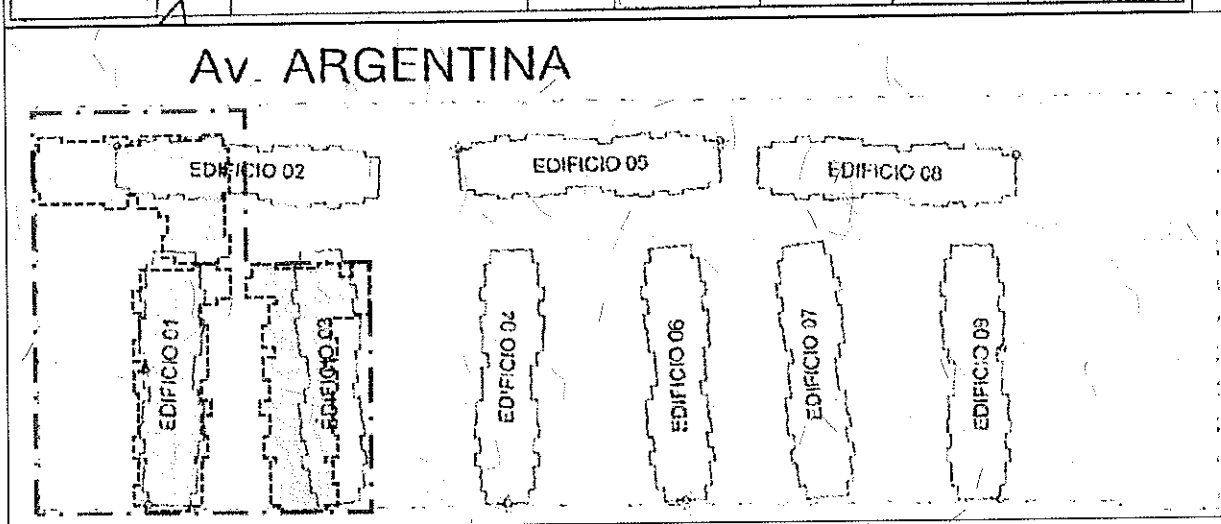 Av. ARGENTINA
EDIFICIO 02
EDIFICIO 05
EDIFICIO 08
EDIFICIO 01
EDIFICIO 03
EDIFICIO 04
EDIFICIO 06
EDIFICIO 07
EDIFICIO 09